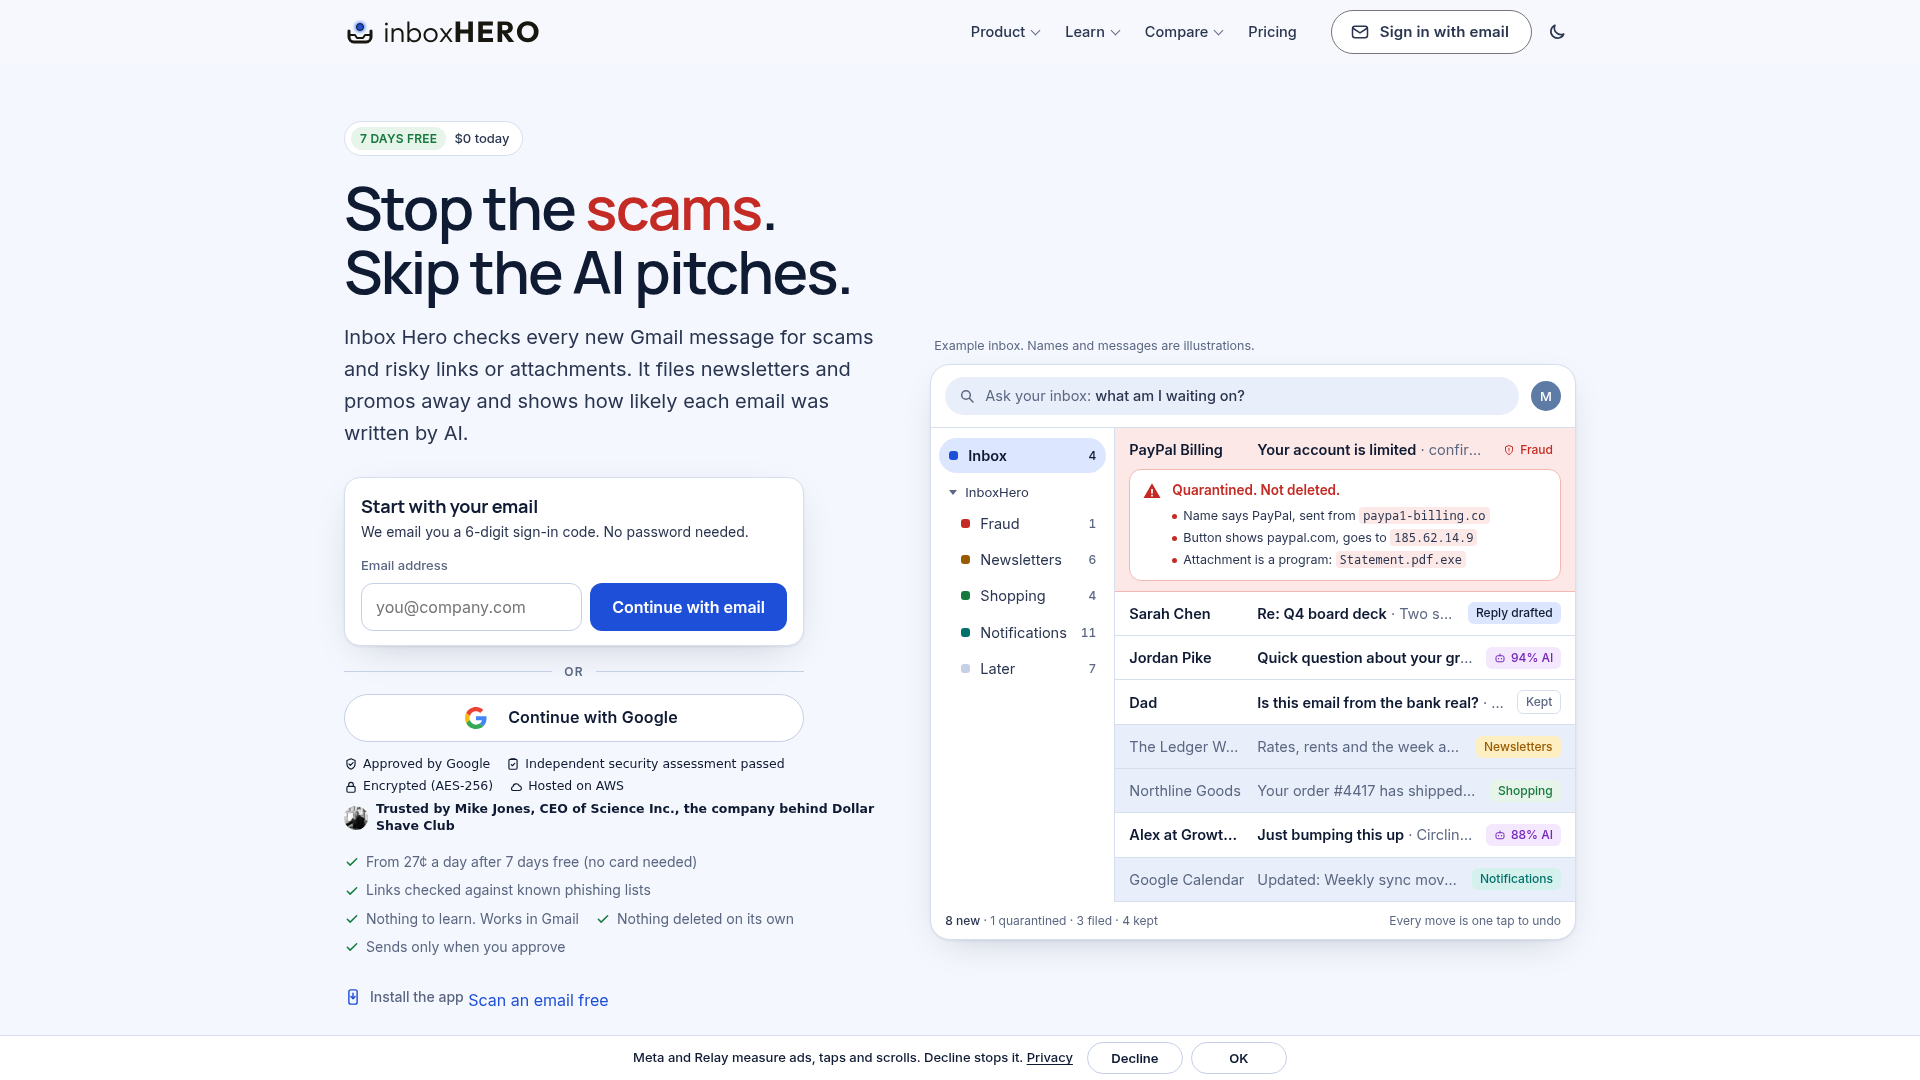 inboxHERO
Product
Learn
Compare
Pricing
Sign in with email
7 DAYS FREE $0 today
Stop the scams.
Skip the AI pitches.
Inbox Hero checks every new Gmail message for scams
and risky links or attachments. It files newsletters and
promos away and shows how likely each email was
written by AI.
Start with your email
We email you a 6-digit sign-in code. No password needed.
Email address
you@company.com
Continue with email
OR
Continue with Google
Approved by Google
Independent security assessment passed
Encrypted (AES-256)
Hosted on AWS
Trusted by Mike Jones, CEO of Science Inc., the company behind Dollar
Shave Club
From 27¢ a day after 7 days free (no card needed)
Links checked against known phishing lists
Nothing to learn. Works in Gmail
Nothing deleted on its own
Sends only when you approve
Install the app
Scan an email free
Example inbox. Names and messages are illustrations.
Ask your inbox: what am I waiting on?
M
Inbox 4
InboxHero
Fraud 1
Newsletters 6
Shopping 4
Notifications 11
Later 7
PayPal Billing Your account is limited · confir... Fraud
Quarantined. Not deleted.
Name says PayPal, sent from paypa1-billing.co
Button shows paypal.com, goes to 185.62.14.9
Attachment is a program: Statement.pdf.exe
Sarah Chen Re: Q4 board deck · Two s... Reply drafted
Jordan Pike Quick question about your gr... 94% AI
Dad Is this email from the bank real? · ... Kept
The Ledger W... Rates, rents and the week a... Newsletters
Northline Goods Your order #4417 has shipped... Shopping
Alex at Growt... Just bumping this up · Circlin... 88% AI
Google Calendar Updated: Weekly sync mov... Notifications
8 new · 1 quarantined · 3 filed · 4 kept
Every move is one tap to undo
Meta and Relay measure ads, taps and scrolls. Decline stops it. Privacy
Decline
OK